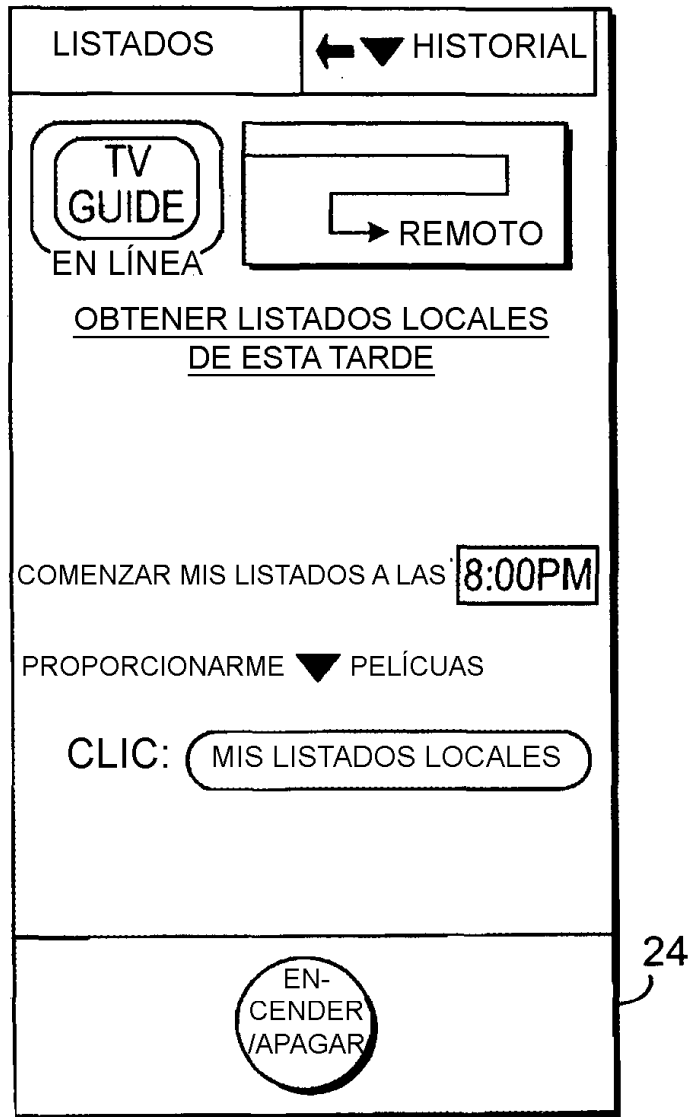 LISTADOS
HISTORIAL
TV
GUIDE
EN LÍNEA
REMOTO
OBTENER LISTADOS LOCALES
DE ESTA TARDE
COMENZAR MIS LISTADOS A LAS 8:00PM
PROPORCIONARME PELÍCUAS
CLIC: MIS LISTADOS LOCALES
24
EN-
CENDER
/APAGAR